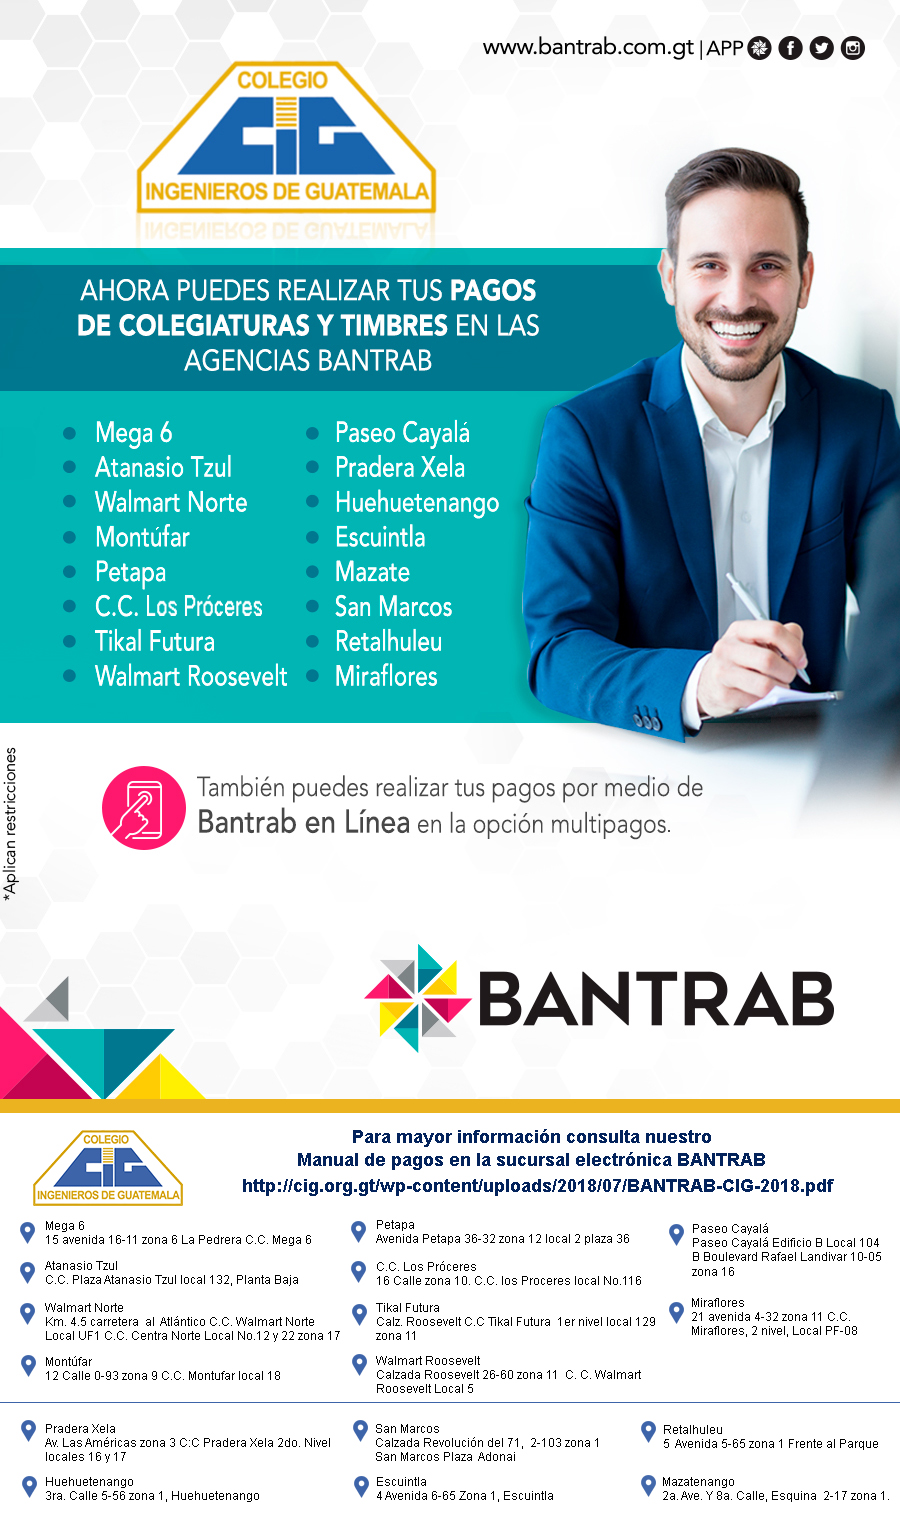 www.bantrab.com.gt | APP
COLEGIO
CIG
INGENIEROS DE GUATEMALA
AHORA PUEDES REALIZAR TUS PAGOS
DE COLEGIATURAS Y TIMBRES EN LAS
AGENCIAS BANTRAB
Mega 6
Atanasio Tzul
Walmart Norte
Montúfar
Petapa
C.C. Los Próceres
Tikal Futura
Walmart Roosevelt
Paseo Cayalá
Pradera Xela
Huehuetenango
Escuintla
Mazate
San Marcos
Retalhuleu
Miraflores
*Aplican restricciones
También puedes realizar tus pagos por medio de
Bantrab en Línea en la opción multipagos.
BANTRAB
COLEGIO
CIG
INGENIEROS DE GUATEMALA
Para mayor información consulta nuestro
Manual de pagos en la sucursal electrónica BANTRAB
http://cig.org.gt/wp-content/uploads/2018/07/BANTRAB-CIG-2018.pdf
Mega 6
15 avenida 16-11 zona 6 La Pedrera C.C. Mega 6
Atanasio Tzul
C.C. Plaza Atanasio Tzul local 132, Planta Baja
Walmart Norte
Km. 4.5 carretera al Atlántico C.C. Walmart Norte
Local UF1 C.C. Centra Norte Local No.12 y 22 zona 17
Montúfar
12 Calle 0-93 zona 9 C.C. Montufar local 18
Petapa
Avenida Petapa 36-32 zona 12 local 2 plaza 36
C.C. Los Próceres
16 Calle zona 10. C.C. los Proceres local No.116
Tikal Futura
Calz. Roosevelt C.C Tikal Futura 1er nivel local 129
zona 11
Walmart Roosevelt
Calzada Roosevelt 26-60 zona 11 C. C. Walmart
Roosevelt Local 5
Paseo Cayalá
Paseo Cayalá Edificio B Local 104
B Boulevard Rafael Landivar 10-05
zona 16
Miraflores
21 avenida 4-32 zona 11 C.C.
Miraflores, 2 nivel, Local PF-08
Pradera Xela
Av. Las Américas zona 3 C:C Pradera Xela 2do. Nivel
locales 16 y 17
Huehuetenango
3ra. Calle 5-56 zona 1, Huehuetenango
San Marcos
Calzada Revolución del 71, 2-103 zona 1
San Marcos Plaza Adonai
Escuintla
4 Avenida 6-65 Zona 1, Escuintla
Retalhuleu
5 Avenida 5-65 zona 1 Frente al Parque
Mazatenango
2a. Ave. Y 8a. Calle, Esquina 2-17 zona 1.